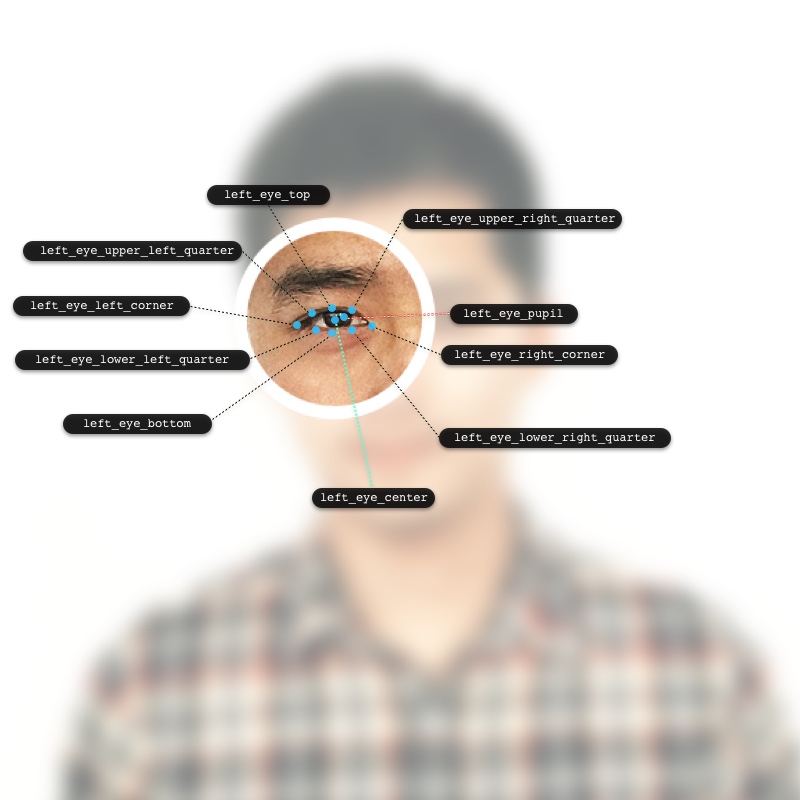 left_eye_top
left_eye_upper_right_quarter
left_eye_upper_left_quarter
left_eye_left_corner
left_eye_pupil
left_eye_lower_left_quarter
left_eye_right_corner
left_eye_bottom
left_eye_lower_right_quarter
left_eye_center